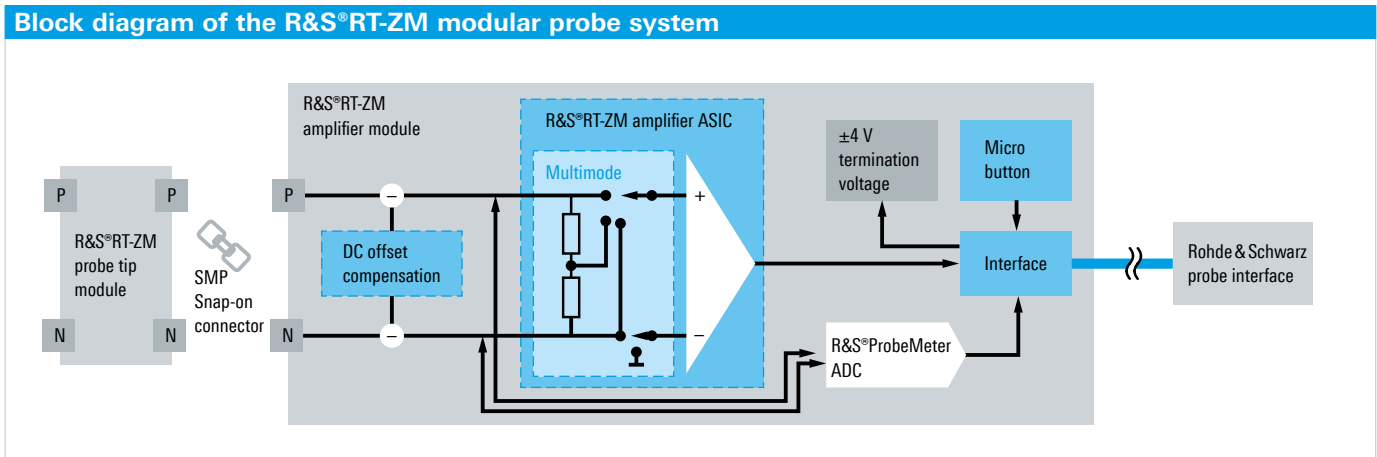 Block diagram of the R&S®RT-ZM modular probe system
R&S®RT-ZM
amplifier module
R&S®RT-ZM amplifier ASIC
Multimode
±4 V
termination
voltage
Micro
button
P
P
P
R&S®RT-ZM
probe tip
module
SMP
Snap-on
connector
N
N
N
–
DC offset
compensation
–
+
–
Interface
Rohde & Schwarz
probe interface
R&S®ProbeMeter
ADC